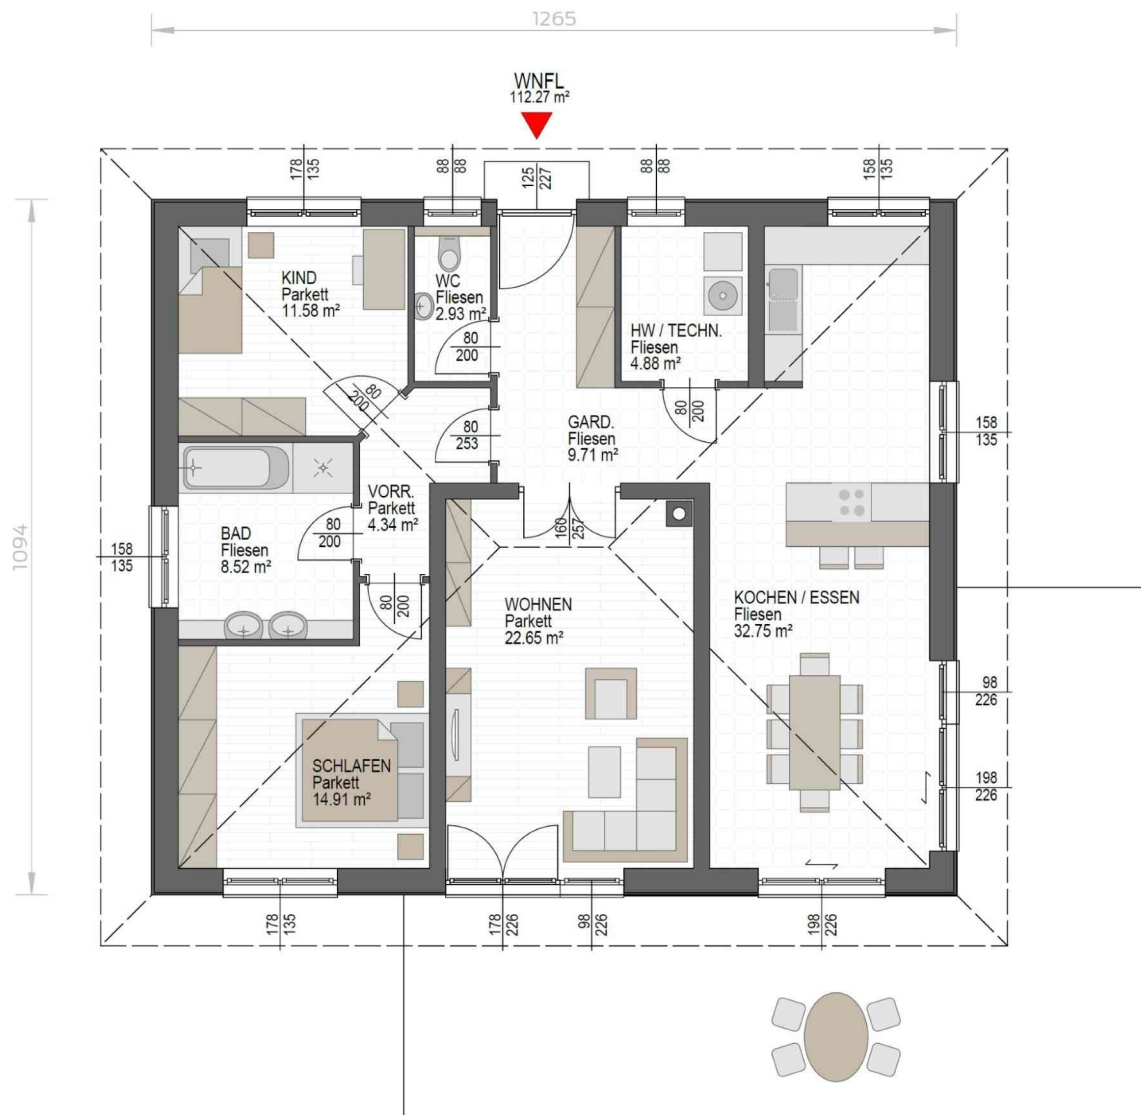 1265
WNFL
112.27 m²
178
135
88
88
125
227
88
88
158
135
KIND
Parkett
11.58 m²
WC
Fliesen
2.93 m²
80
200
HW / TECHN.
Fliesen
4.88 m²
80
200
80
200
80
253
GARD.
Fliesen
9.71 m²
158
135
VORR.
Parkett
4.34 m²
160
257
1094
158
135
BAD
Fliesen
8.52 m²
80
200
80
200
WOHNEN
Parkett
22.65 m²
KOCHEN / ESSEN
Fliesen
32.75 m²
98
226
SCHLAFEN
Parkett
14.91 m²
198
226
178
135
178
226
98
226
198
226